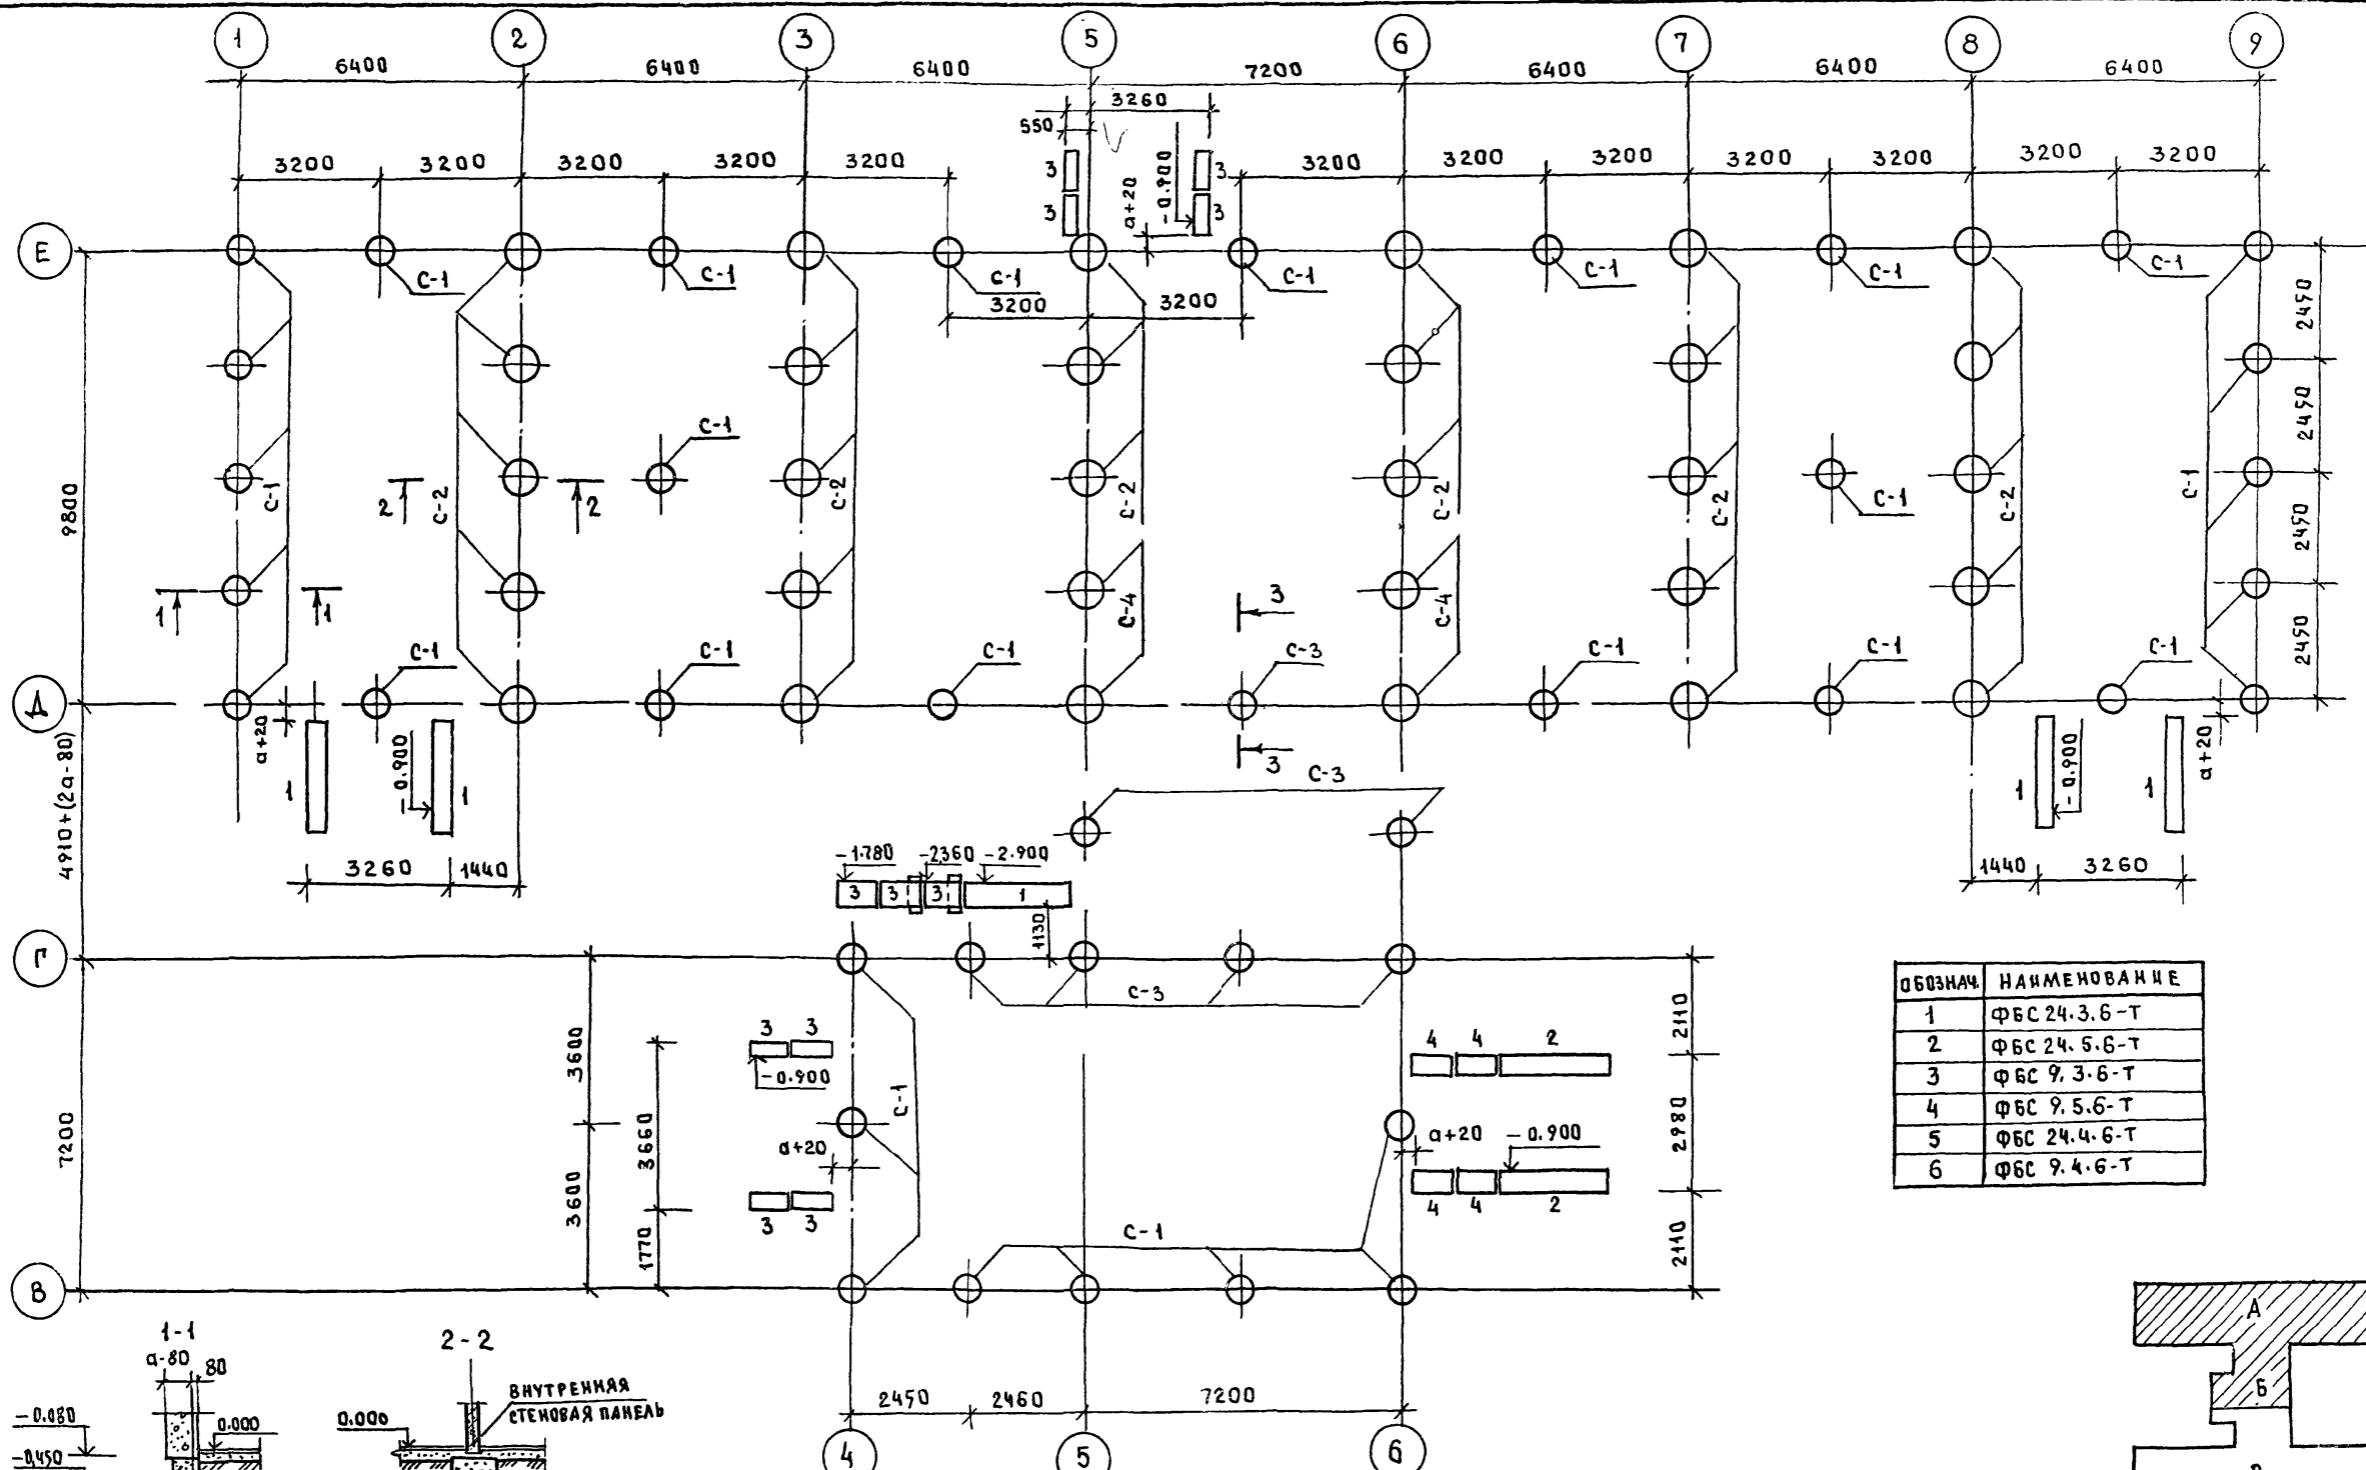 1 2 3 5 6 7 8 9
6400 6400 6400 7200 6400 6400 6400
3260
550
3200 3200 3200 3200 3200 3200 3200 3200 3200 3200 3200 3200
3 3
3 3
а+20
-0.900
Е
С-1 С-1 С-1 С-1 С-1 С-1 С-1
3200 3200
2450
2450
2450
2450
9800
С-1
С-1
С-1 С-2 С-2 С-2 С-2 С-2 С-2 С-1
2 2
С-4 С-4
1 1
3
С-1 С-1 С-1 С-3 С-1 С-1 С-1
Д
3
а+20
-0.900
1 1
-0.900
1 1
а+20
4910+(2а-80)
3260 1440
1440 3260
С-3
-1.780 -2360 -2.900
3 3 3 1
1130
Г
С-3
3600
3600
7200
3 3
-0.900
3660
1770
а+20
3 3
С-1
4 4 2
а+20 -0.900
4 4 2
2110
2980
2110
С-1
В
2450 2460 7200
4 5 6
ОБОЗНАЧ. НАИМЕНОВАНИЕ
1 ФБС 24.3.6-Т
2 ФБС 24.5.6-Т
3 ФБС 9.3.6-Т
4 ФБС 9.5.6-Т
5 ФБС 24.4.6-Т
6 ФБС 9.4.6-Т
1-1
а-80 80
-0.080
0.000
-0,450
2-2
0.000
ВНУТРЕННЯЯ
СТЕНОВАЯ ПАНЕЛЬ
А
Б